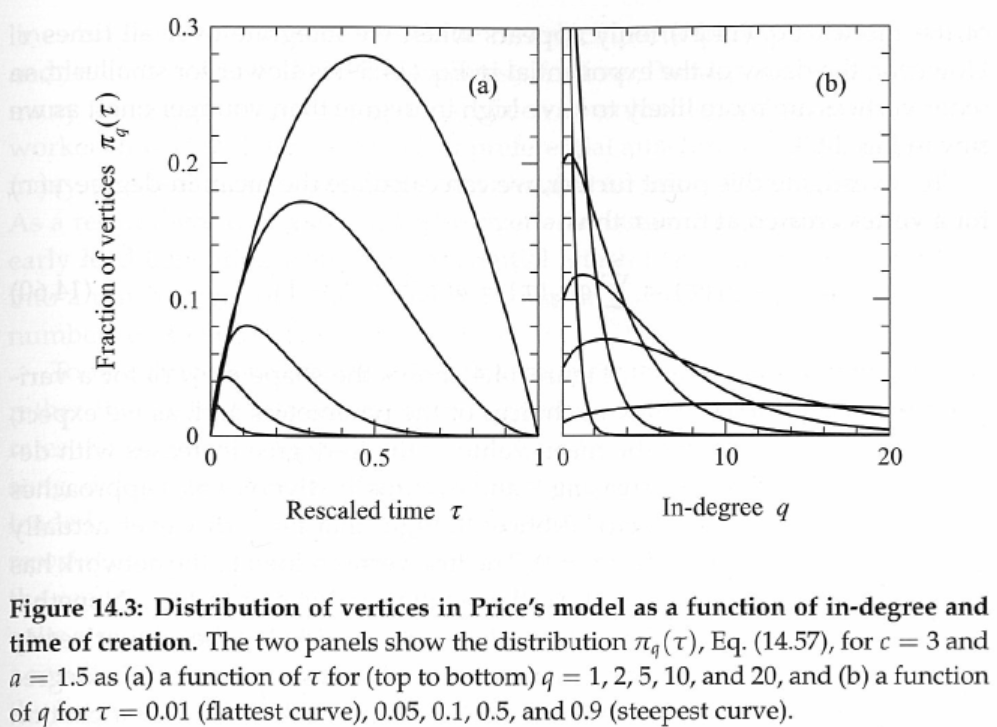 0.3
(a)
(b)
0.2
0.1
0
Fraction of vertices π_q(τ)
0
0.5
1
0
10
20
Rescaled time τ
In-degree q
Figure 14.3: Distribution of vertices in Price's model as a function of in-degree and
time of creation. The two panels show the distribution π_q(τ), Eq. (14.57), for c = 3 and
a = 1.5 as (a) a function of τ for (top to bottom) q = 1, 2, 5, 10, and 20, and (b) a function
of q for τ = 0.01 (flattest curve), 0.05, 0.1, 0.5, and 0.9 (steepest curve).